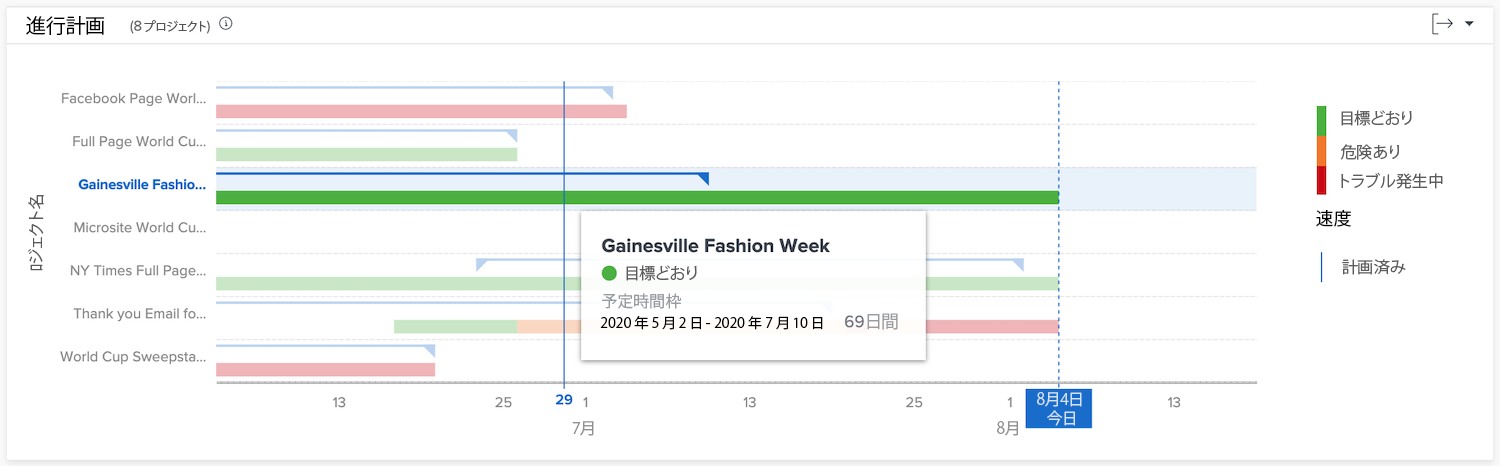 進行計画 (8プロジェクト)
Facebook Page Worl...
Full Page World Cu...
Gainesville Fashio...
Microsite World Cu...
NY Times Full Page...
Thank you Email fo...
World Cup Sweepsta...
ロジェクト名
Gainesville Fashion Week
目標どおり
予定時間枠
2020 年 5 月 2 日 - 2020 年 7 月 10 日 69日間
13 25 29 1 13 25 1 8月4日 13
今日
7月 8月
目標どおり
危険あり
トラブル発生中
速度
計画済み